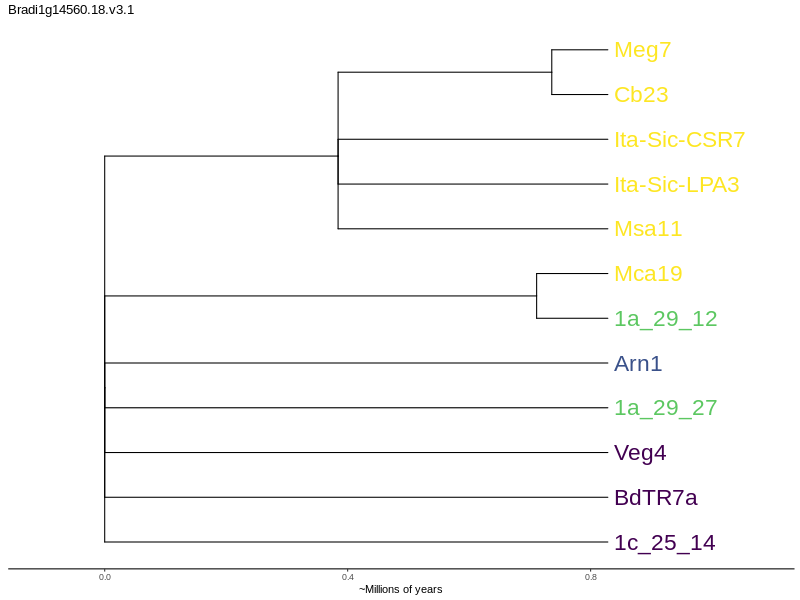 Bradi1g14560.18.v3.1
Meg7
Cb23
Ita-Sic-CSR7
Ita-Sic-LPA3
Msa11
Mca19
1a_29_12
Arn1
1a_29_27
Veg4
BdTR7a
1c_25_14
0.0 0.4 0.8
~Millions of years